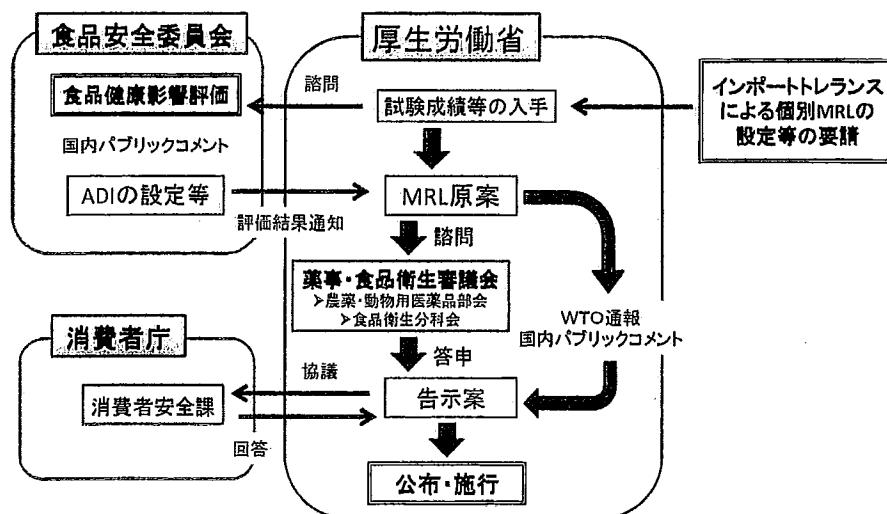 食品安全委員会
食品健康影響評価
国内パブリックコメント
ADIの設定等
諮問
評価結果通知
厚生労働省
試験成績等の入手
MRL原案
諮問
薬事・食品衛生審議会
➢農薬・動物用医薬品部会
➢食品衛生分科会
答申
告示案
公布・施行
インポートトレランス
による個別MRLの
設定等の要請
WTO通報
国内パブリックコメント
消費者庁
消費者安全課
協議
回答